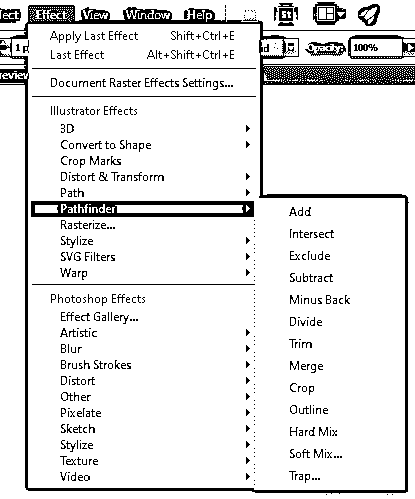 Effect View Window Help
St
Apply Last Effect Shift+Ctrl+E
Last Effect Alt+Shift+Ctrl+E
Opacity: 100%
Document Raster Effects Settings...
Illustrator Effects
3D
Convert to Shape
Crop Marks
Distort & Transform
Path
Pathfinder
Rasterize...
Stylize
SVG Filters
Warp
Add
Intersect
Exclude
Subtract
Minus Back
Divide
Trim
Merge
Crop
Outline
Hard Mix
Soft Mix...
Trap...
Photoshop Effects
Effect Gallery...
Artistic
Blur
Brush Strokes
Distort
Other
Pixelate
Sketch
Stylize
Texture
Video